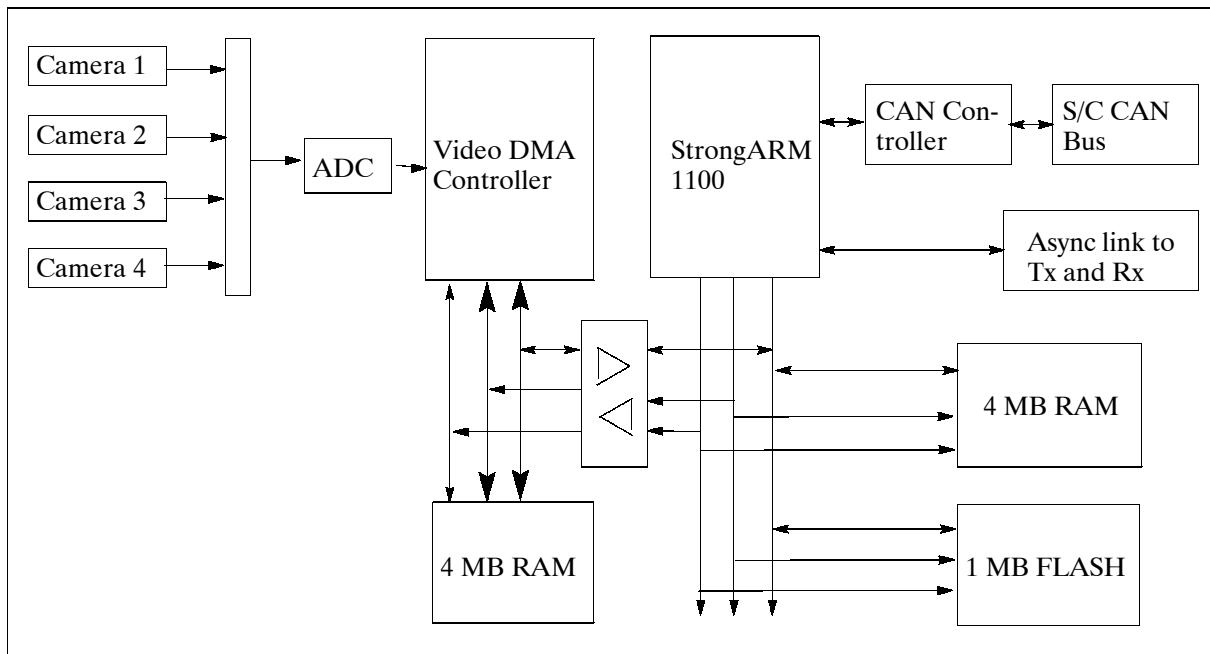 Camera 1
Camera 2
Camera 3
Camera 4
ADC
Video DMA
Controller
StrongARM
1100
CAN Con-
troller
S/C CAN
Bus
Async link to
Tx and Rx
4 MB RAM
4 MB RAM
1 MB FLASH